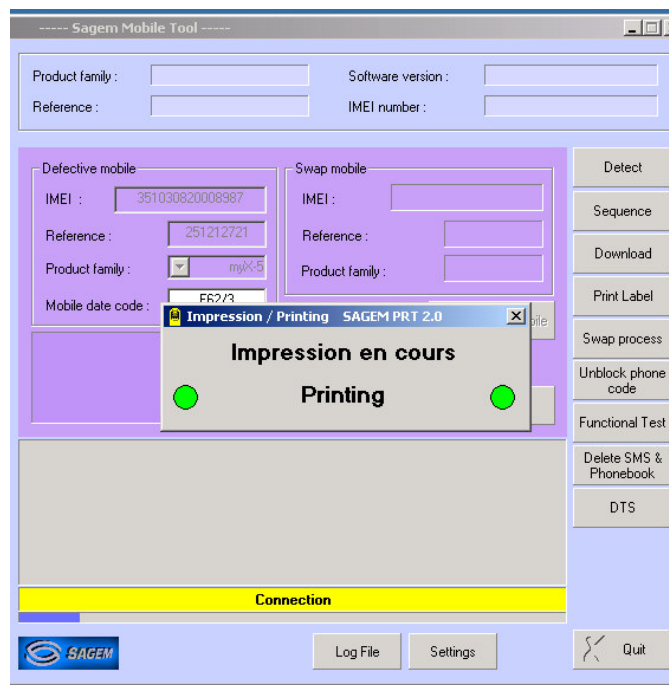 ----- Sagem Mobile Tool -----
Product family :
Software version :
Reference :
IMEI number :
Defective mobile
Swap mobile
Detect
IMEI :
351030820008987
IMEI :
Sequence
Reference :
251212721
Reference :
Download
Product family :
myX-5
Product family :
Print Label
Mobile date code :
F62/3
Impression / Printing SAGEM PRT 2.0
Swap process
Impression en cours
Printing
Unblock phone
code
Functional Test
Delete SMS &
Phonebook
DTS
Connection
SAGEM
Log File
Settings
Quit